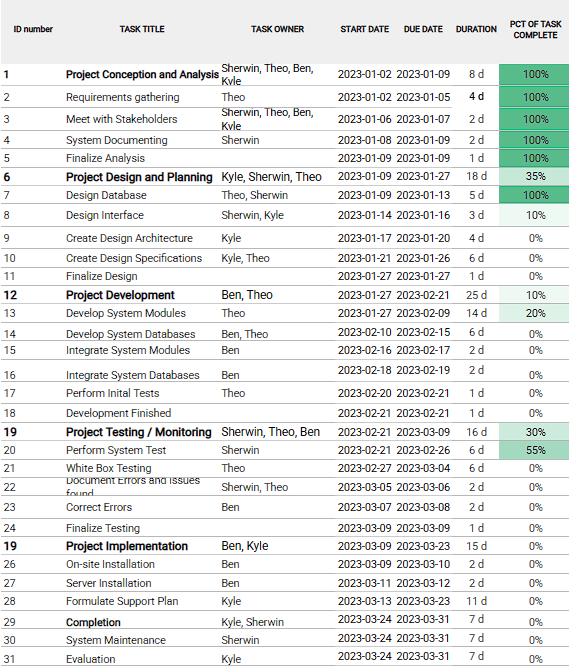 ID number TASK TITLE TASK OWNER START DATE DUE DATE DURATION PCT OF TASK COMPLETE
1 Project Conception and Analysis Sherwin, Theo, Ben, Kyle 2023-01-02 2023-01-09 8 d 100%
2 Requirements gathering Theo 2023-01-02 2023-01-05 4 d 100%
3 Meet with Stakeholders Sherwin, Theo, Ben, Kyle 2023-01-06 2023-01-07 2 d 100%
4 System Documenting Sherwin 2023-01-08 2023-01-09 2 d 100%
5 Finalize Analysis 2023-01-09 2023-01-09 1 d 100%
6 Project Design and Planning Kyle, Sherwin, Theo 2023-01-09 2023-01-27 18 d 35%
7 Design Database Theo, Sherwin 2023-01-09 2023-01-13 5 d 100%
8 Design Interface Sherwin, Kyle 2023-01-14 2023-01-16 3 d 10%
9 Create Design Architecture Kyle 2023-01-17 2023-01-20 4 d 0%
10 Create Design Specifications Kyle, Theo 2023-01-21 2023-01-26 6 d 0%
11 Finalize Design 2023-01-27 2023-01-27 1 d 0%
12 Project Development Ben, Theo 2023-01-27 2023-02-21 25 d 10%
13 Develop System Modules Theo 2023-01-27 2023-02-09 14 d 20%
14 Develop System Databases Ben, Theo 2023-02-10 2023-02-15 6 d 0%
15 Integrate System Modules Ben 2023-02-16 2023-02-17 2 d 0%
16 Integrate System Databases Ben 2023-02-18 2023-02-19 2 d 0%
17 Perform Inital Tests Theo 2023-02-20 2023-02-21 1 d 0%
18 Development Finished 2023-02-21 2023-02-21 1 d 0%
19 Project Testing / Monitoring Sherwin, Theo, Ben 2023-02-21 2023-03-09 16 d 30%
20 Perform System Test Sherwin 2023-02-21 2023-02-26 6 d 55%
21 White Box Testing Theo 2023-02-27 2023-03-04 6 d 0%
22 Document Errors and Issues found Sherwin, Theo 2023-03-05 2023-03-06 2 d 0%
23 Correct Errors Ben 2023-03-07 2023-03-08 2 d 0%
24 Finalize Testing 2023-03-09 2023-03-09 1 d 0%
19 Project Implementation Ben, Kyle 2023-03-09 2023-03-23 15 d 0%
26 On-site Installation Ben 2023-03-09 2023-03-10 2 d 0%
27 Server Installation Ben 2023-03-11 2023-03-12 2 d 0%
28 Formulate Support Plan Kyle 2023-03-13 2023-03-23 11 d 0%
29 Completion Kyle, Sherwin 2023-03-24 2023-03-31 7 d 0%
30 System Maintenance Sherwin 2023-03-24 2023-03-31 7 d 0%
31 Evaluation Kyle 2023-03-24 2023-03-31 7 d 0%